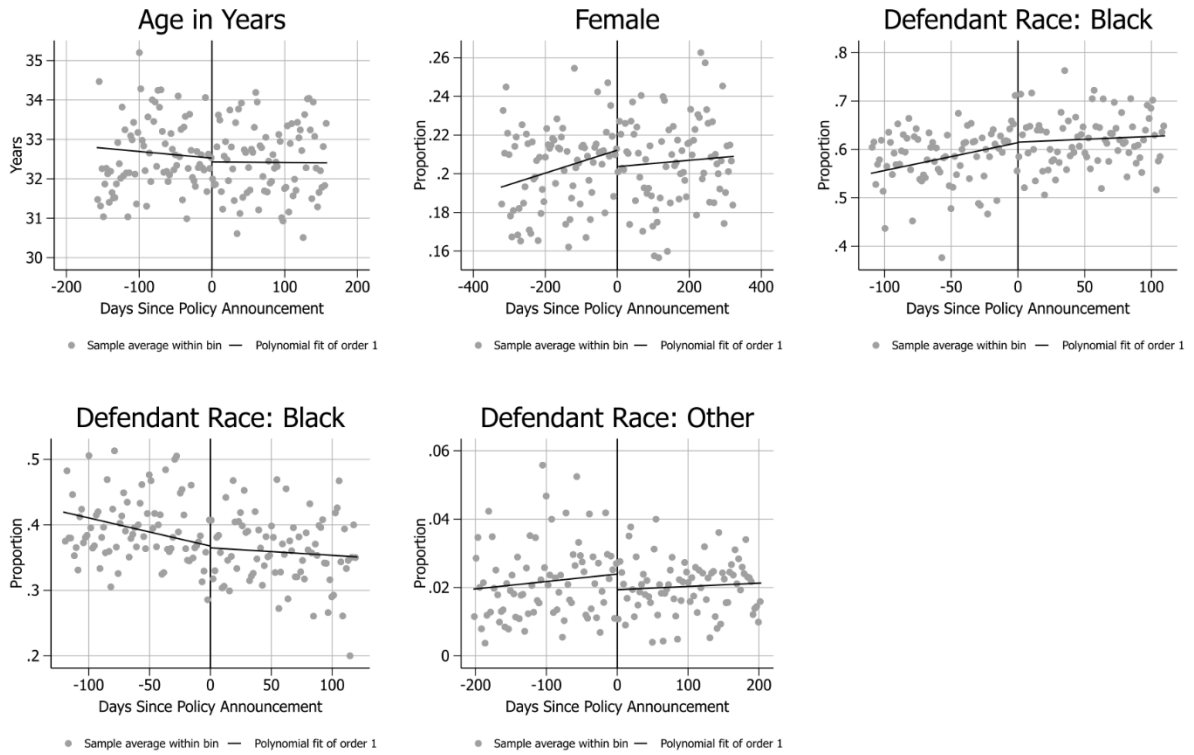 Age in Years
35
34
33
32
31
30
Years
-200 -100 0 100 200
Days Since Policy Announcement
Sample average within bin — Polynomial fit of order 1
Female
.26
.24
.22
.2
.18
.16
Proportion
-400 -200 0 200 400
Days Since Policy Announcement
Sample average within bin — Polynomial fit of order 1
Defendant Race: Black
.8
.7
.6
.5
.4
Proportion
-100 -50 0 50 100
Days Since Policy Announcement
Sample average within bin — Polynomial fit of order 1
Defendant Race: Black
.5
.4
.3
.2
Proportion
-100 -50 0 50 100
Days Since Policy Announcement
Sample average within bin — Polynomial fit of order 1
Defendant Race: Other
.06
.04
.02
0
Proportion
-200 -100 0 100 200
Days Since Policy Announcement
Sample average within bin — Polynomial fit of order 1